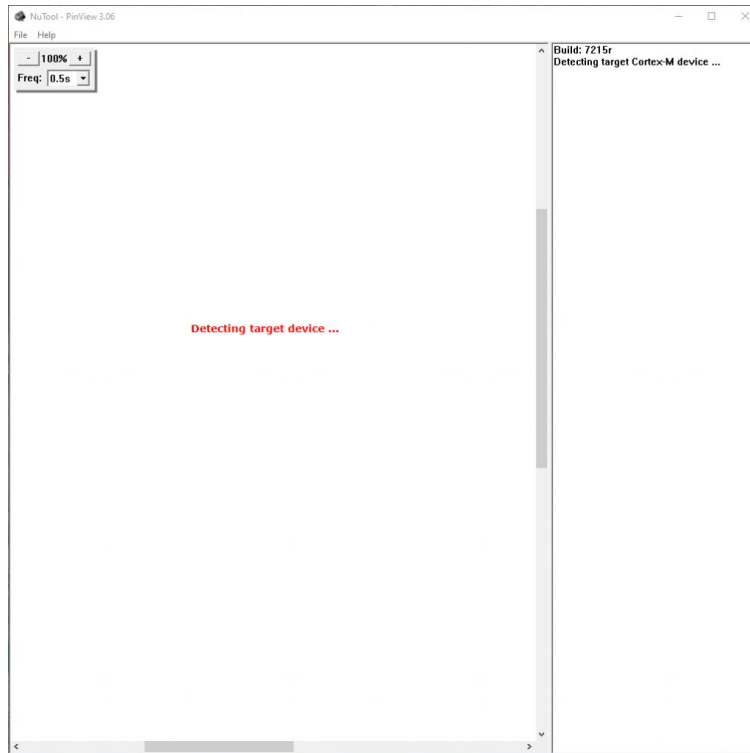 NuTool - PinView 3.06
File Help
- 100% +
Freq: 0.5s
Detecting target device ...
Build: 7215r
Detecting target Cortex-M device ...